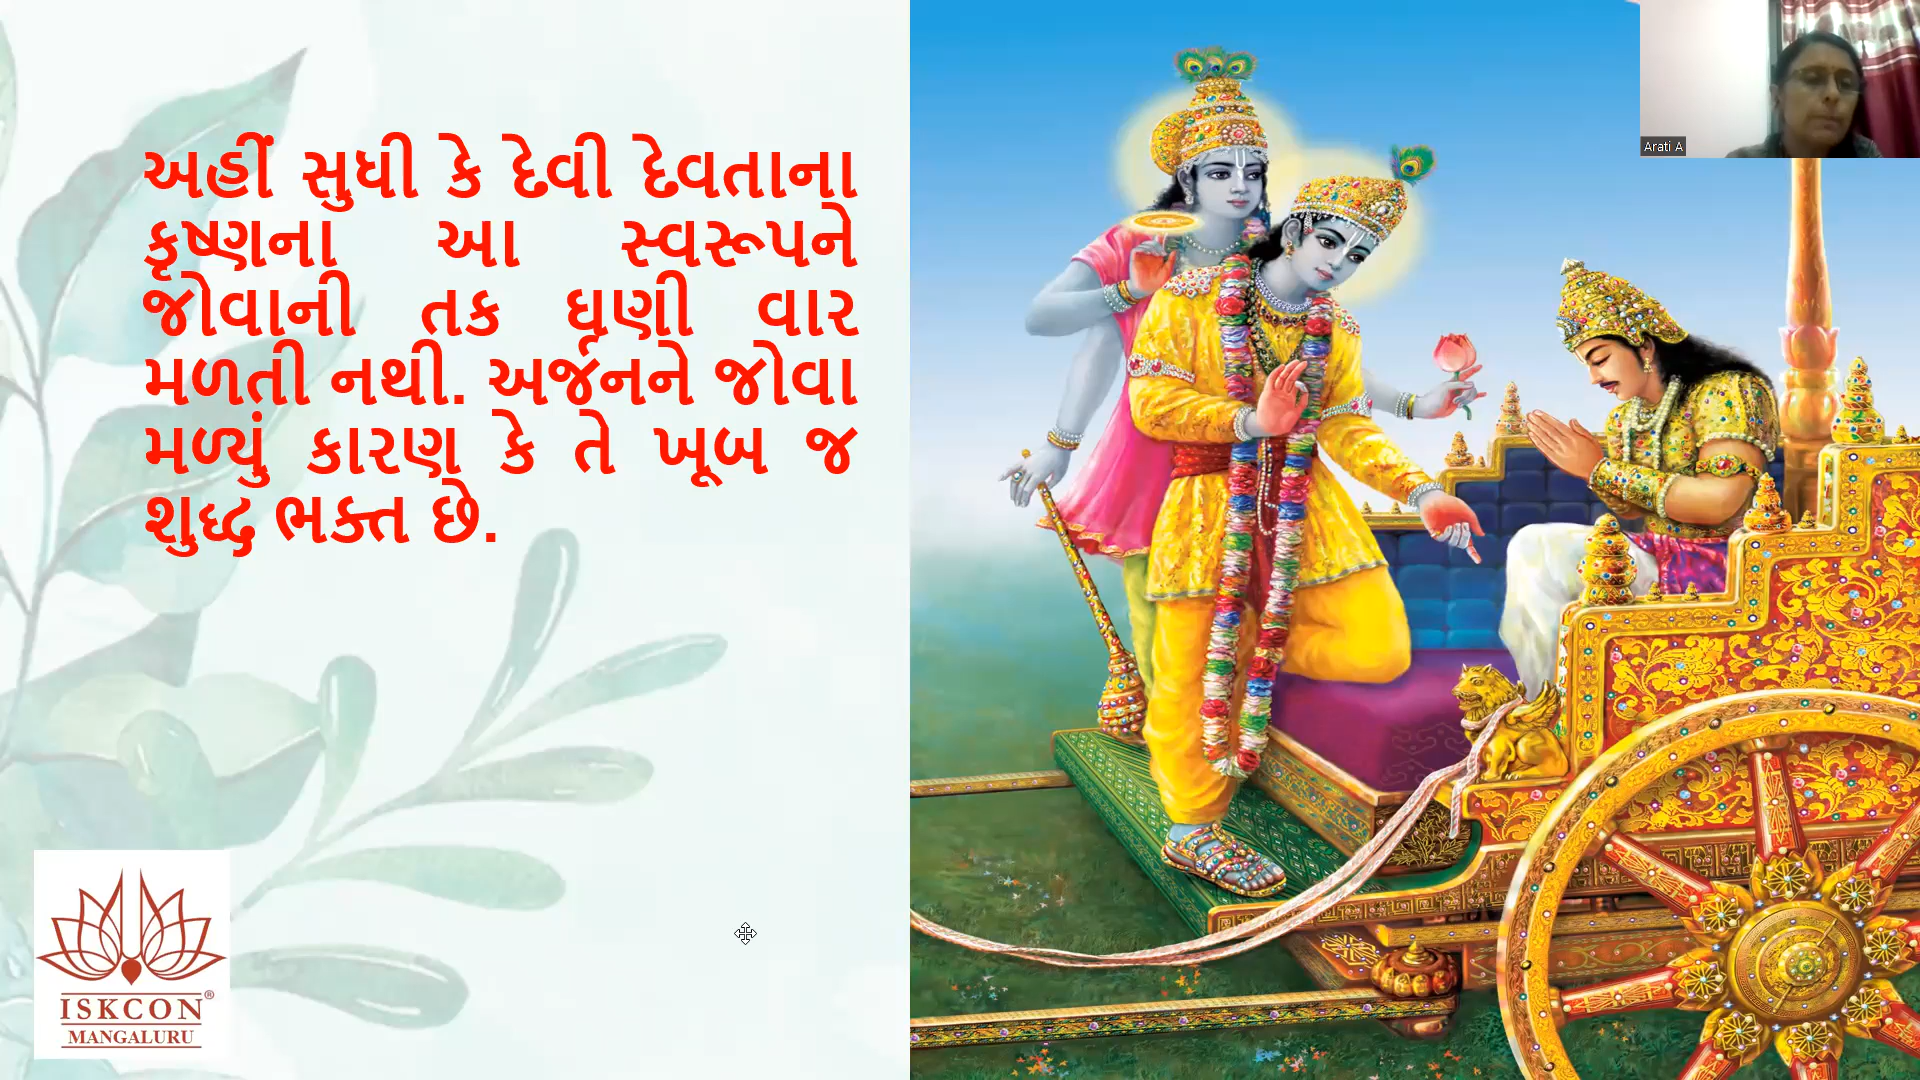 અહીં સુધી કે દેવી દેવતાના
કૃષ્ણના આ સ્વરૂપને
જોવાની તક ઘણી વાર
મળતી નથી. અર્જુનને જોવા
મળ્યું કારણ કે તે ખૂબ જ
શુદ્ધ ભક્ત છે.
ISKCON®
MANGALURU
Arati A